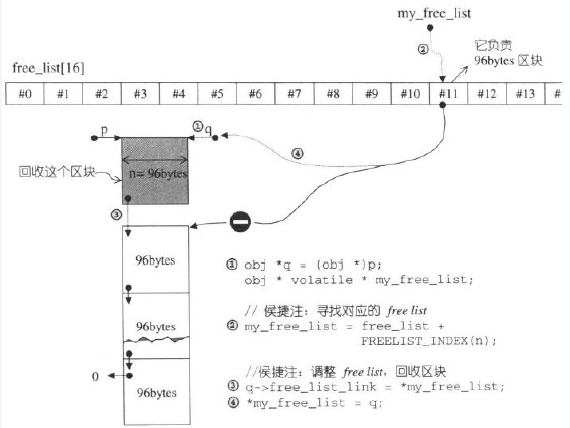 my_free_list
②
它负责
96bytes 区块
free_list[16]
#0 #1 #2 #3 #4 #5 #6 #7 #8 #9 #10 #11 #12 #13 #
p ① q
④
回收这个区块
n= 96bytes
③
96bytes
96bytes
0
96bytes
① obj *q = (obj *)p;
obj * volatile * my_free_list;
// 侯捷注：寻找对应的 free list
② my_free_list = free_list +
FREELIST_INDEX(n);
//侯捷注：调整 free list，回收区块
③ q->free_list_link = *my_free_list;
④ *my_free_list = q;